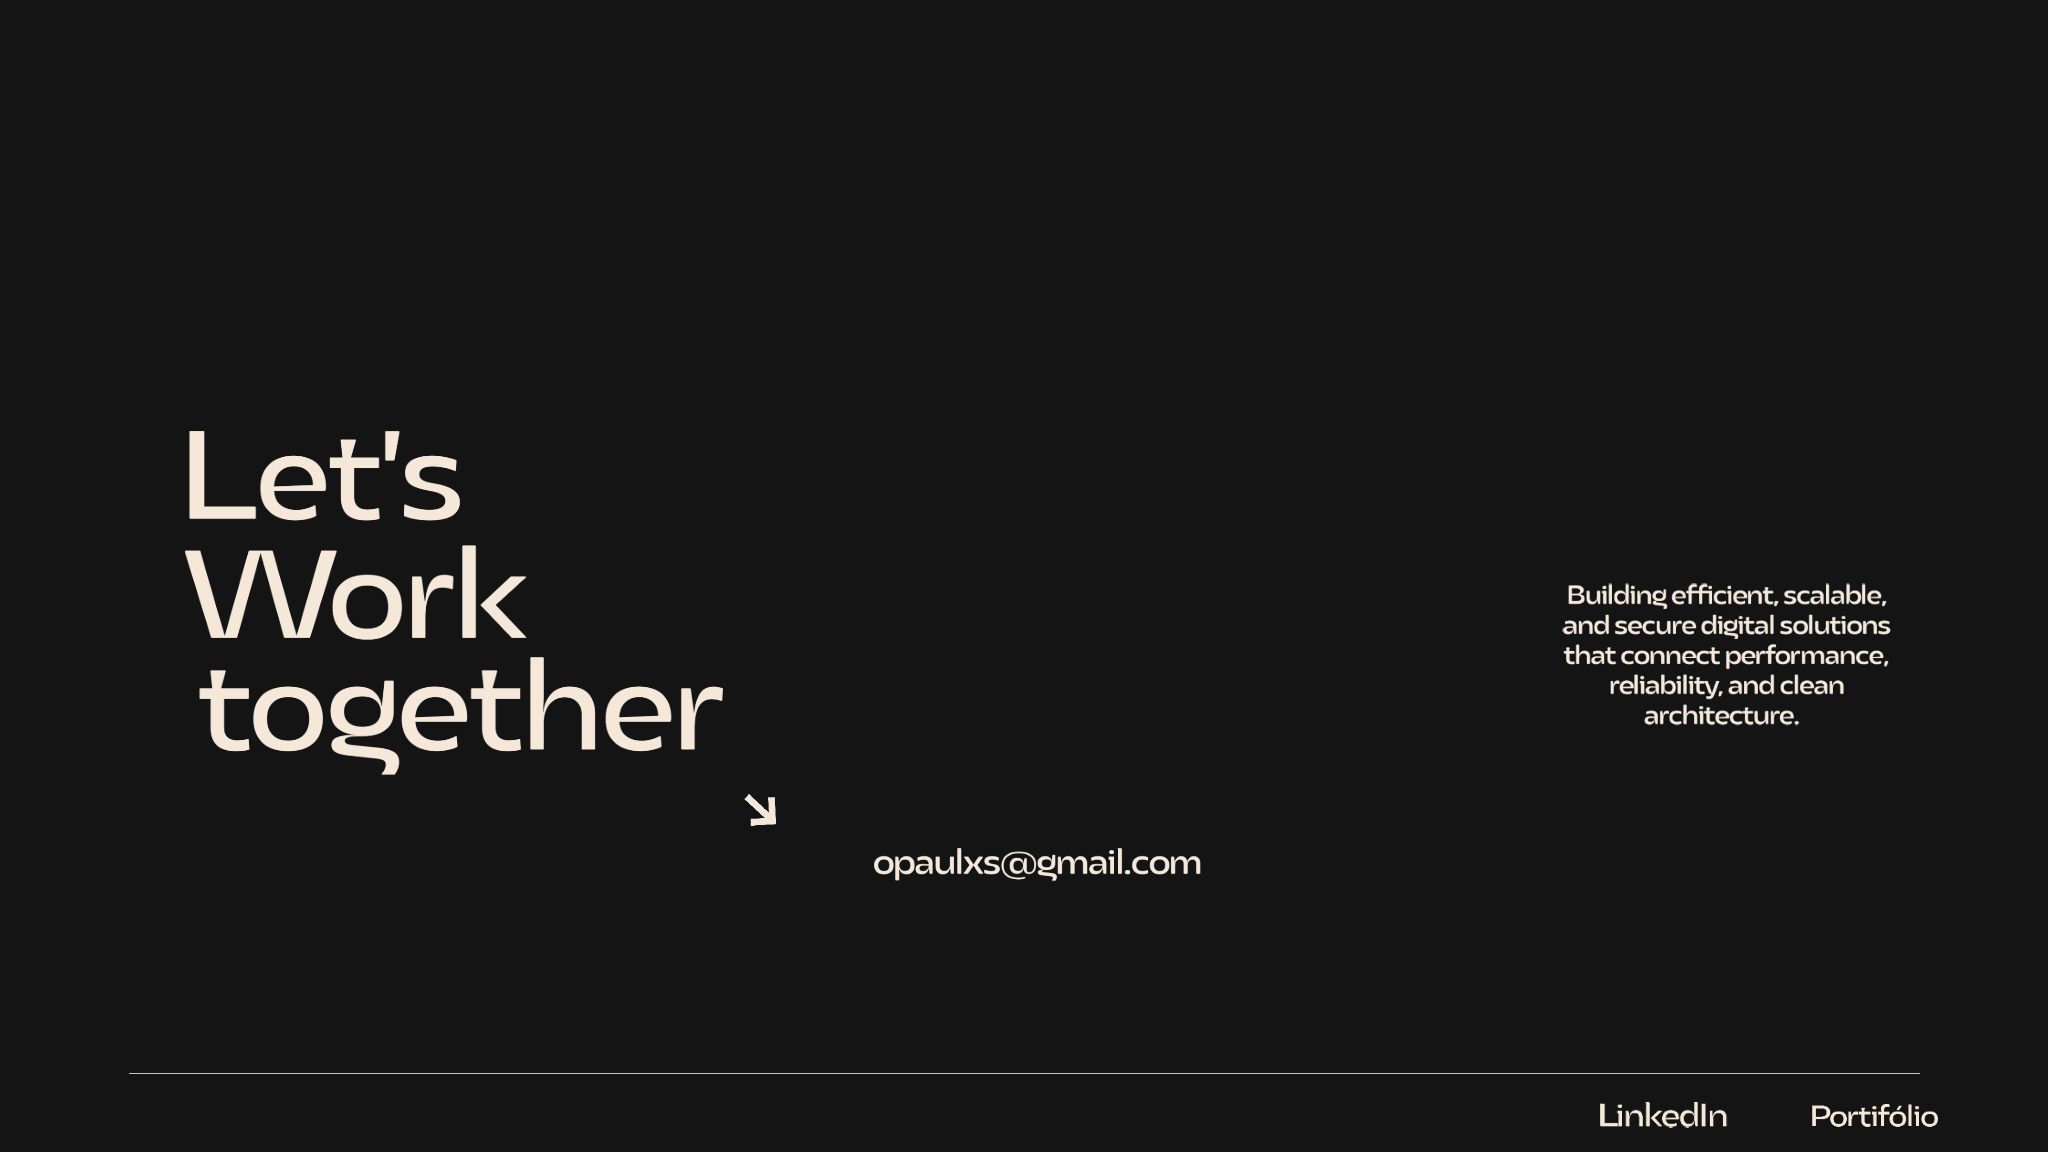 Let's
Work
together
Building efficient, scalable,
and secure digital solutions
that connect performance,
reliability, and clean
architecture.
opaulxs@gmail.com
LinkedIn
Portifólio